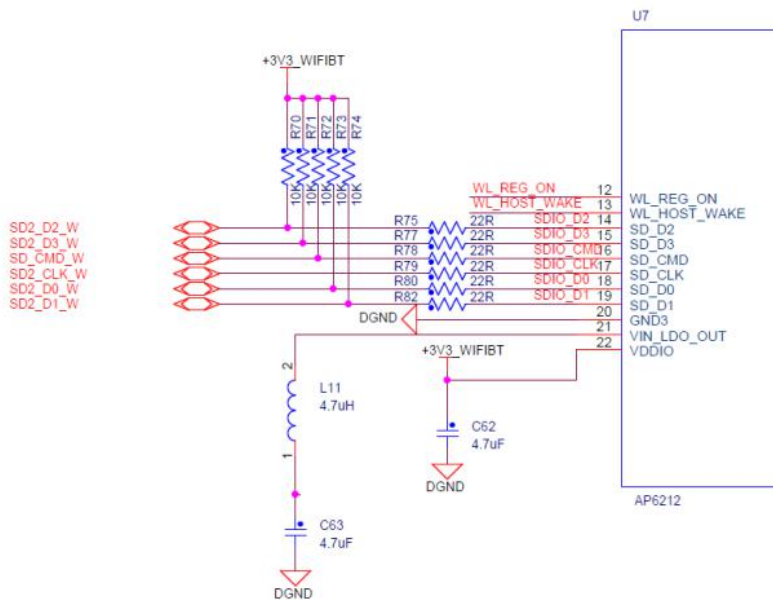 U7
+3V3_WIFIBT
R70
R71
R72
R73
R74
10K
10K
10K
10K
10K
WL_REG_ON 12 WL_REG_ON
WL_HOST_WAKE 13 WL_HOST_WAKE
SD2_D2_W R75 22R SDIO_D2 14 SD_D2
SD2_D3_W R77 22R SDIO_D3 15 SD_D3
SD_CMD_W R78 22R SDIO_CMD 16 SD_CMD
SD2_CLK_W R79 22R SDIO_CLK 17 SD_CLK
SD2_D0_W R80 22R SDIO_D0 18 SD_D0
SD2_D1_W R82 22R SDIO_D1 19 SD_D1
DGND 20 GND3
21 VIN_LDO_OUT
+3V3_WIFIBT 22 VDDIO
2
L11
4.7uH
1
C62
4.7uF
DGND
AP6212
C63
4.7uF
DGND